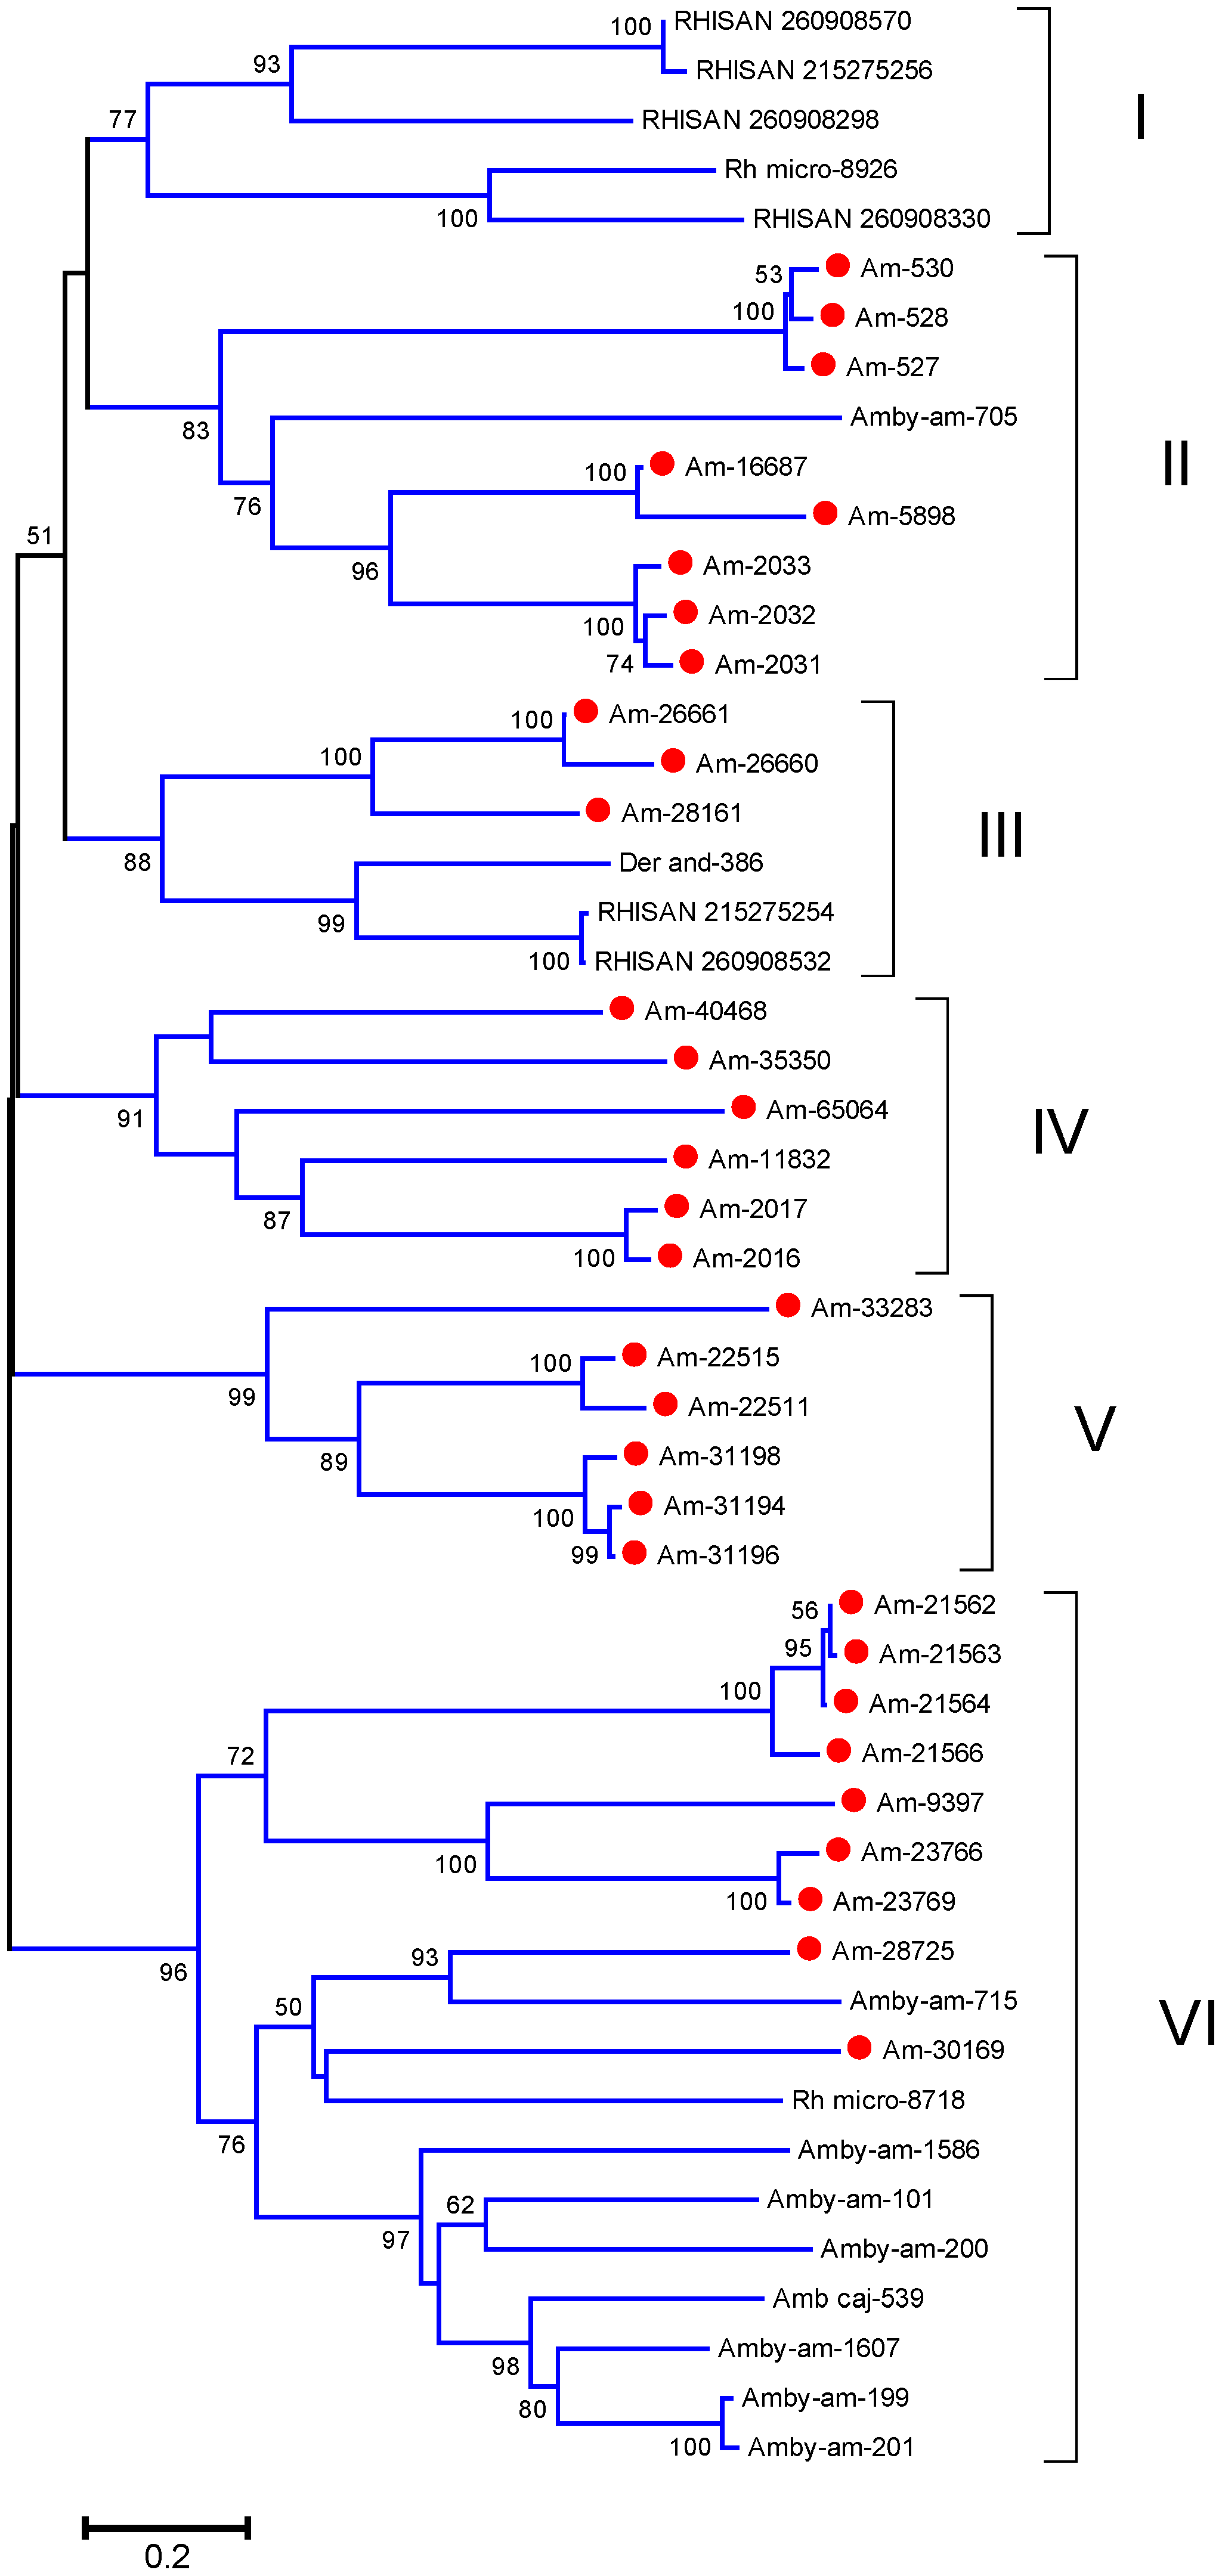 100
RHISAN 260908570
93
RHISAN 215275256
77
RHISAN 260908298
I
Rh micro-8926
100
RHISAN 260908330
53
Am-530
100
Am-528
Am-527
83
Amby-am-705
II
100
Am-16687
76
Am-5898
96
Am-2033
51
100
Am-2032
74
Am-2031
100
Am-26661
100
Am-26660
Am-28161
III
88
Der and-386
99
RHISAN 215275254
100
RHISAN 260908532
Am-40468
Am-35350
91
Am-65064
IV
Am-11832
87
Am-2017
100
Am-2016
Am-33283
100
Am-22515
99
Am-22511
V
89
Am-31198
100
Am-31194
99
Am-31196
56
Am-21562
95
Am-21563
100
Am-21564
72
Am-21566
Am-9397
100
Am-23766
100
Am-23769
93
Am-28725
96
50
Amby-am-715
VI
Am-30169
Rh micro-8718
76
Amby-am-1586
62
Amby-am-101
97
Amby-am-200
Amb caj-539
98
Amby-am-1607
80
Amby-am-199
100
Amby-am-201
0.2